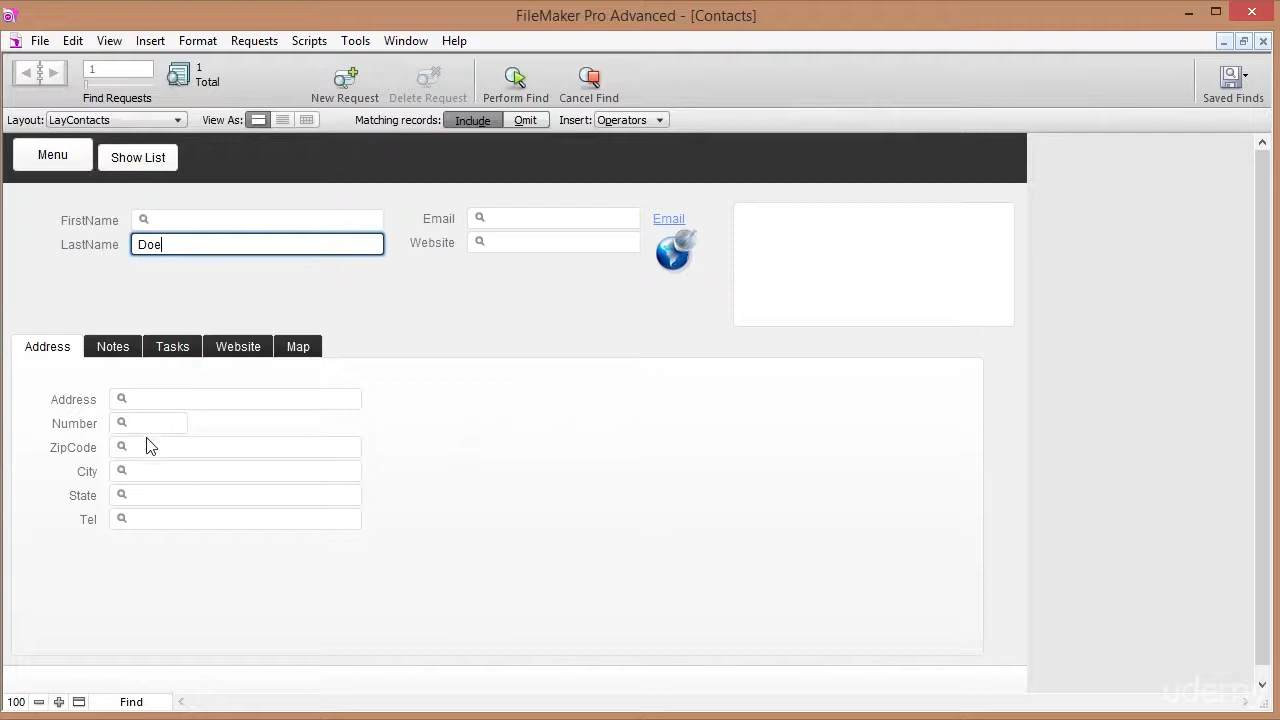 FileMaker Pro Advanced - [Contacts]
File Edit View Insert Format Requests Scripts Tools Window Help
1
1
Total
Find Requests
New Request
Delete Request
Perform Find
Cancel Find
Saved Finds
Layout: LayContacts View As: Matching records: Include Omit Insert: Operators
Menu
Show List
FirstName
Email
Email
LastName Doe
Website
Address Notes Tasks Website Map
Address
Number
ZipCode
City
State
Tel
100
Find
udemy